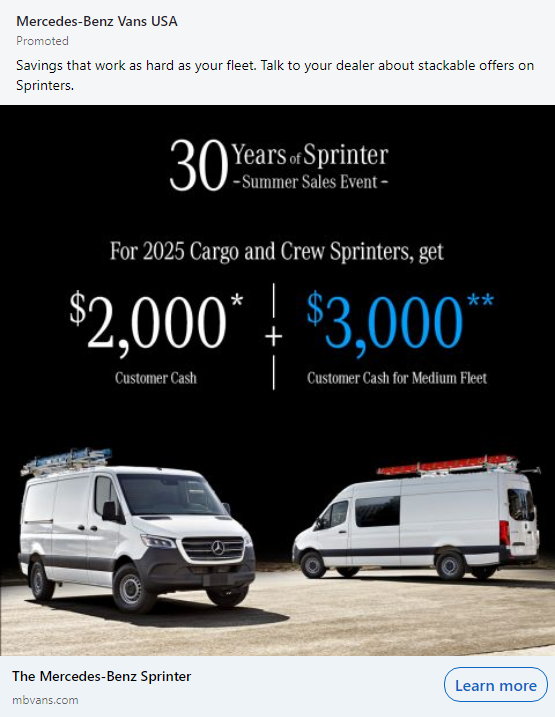 Mercedes-Benz Vans USA
Promoted
Savings that work as hard as your fleet. Talk to your dealer about stackable offers on
Sprinters.
30 Years of Sprinter
– Summer Sales Event –
For 2025 Cargo and Crew Sprinters, get
$2,000*
Customer Cash
+
$3,000**
Customer Cash for Medium Fleet
The Mercedes-Benz Sprinter
mbvans.com
Learn more